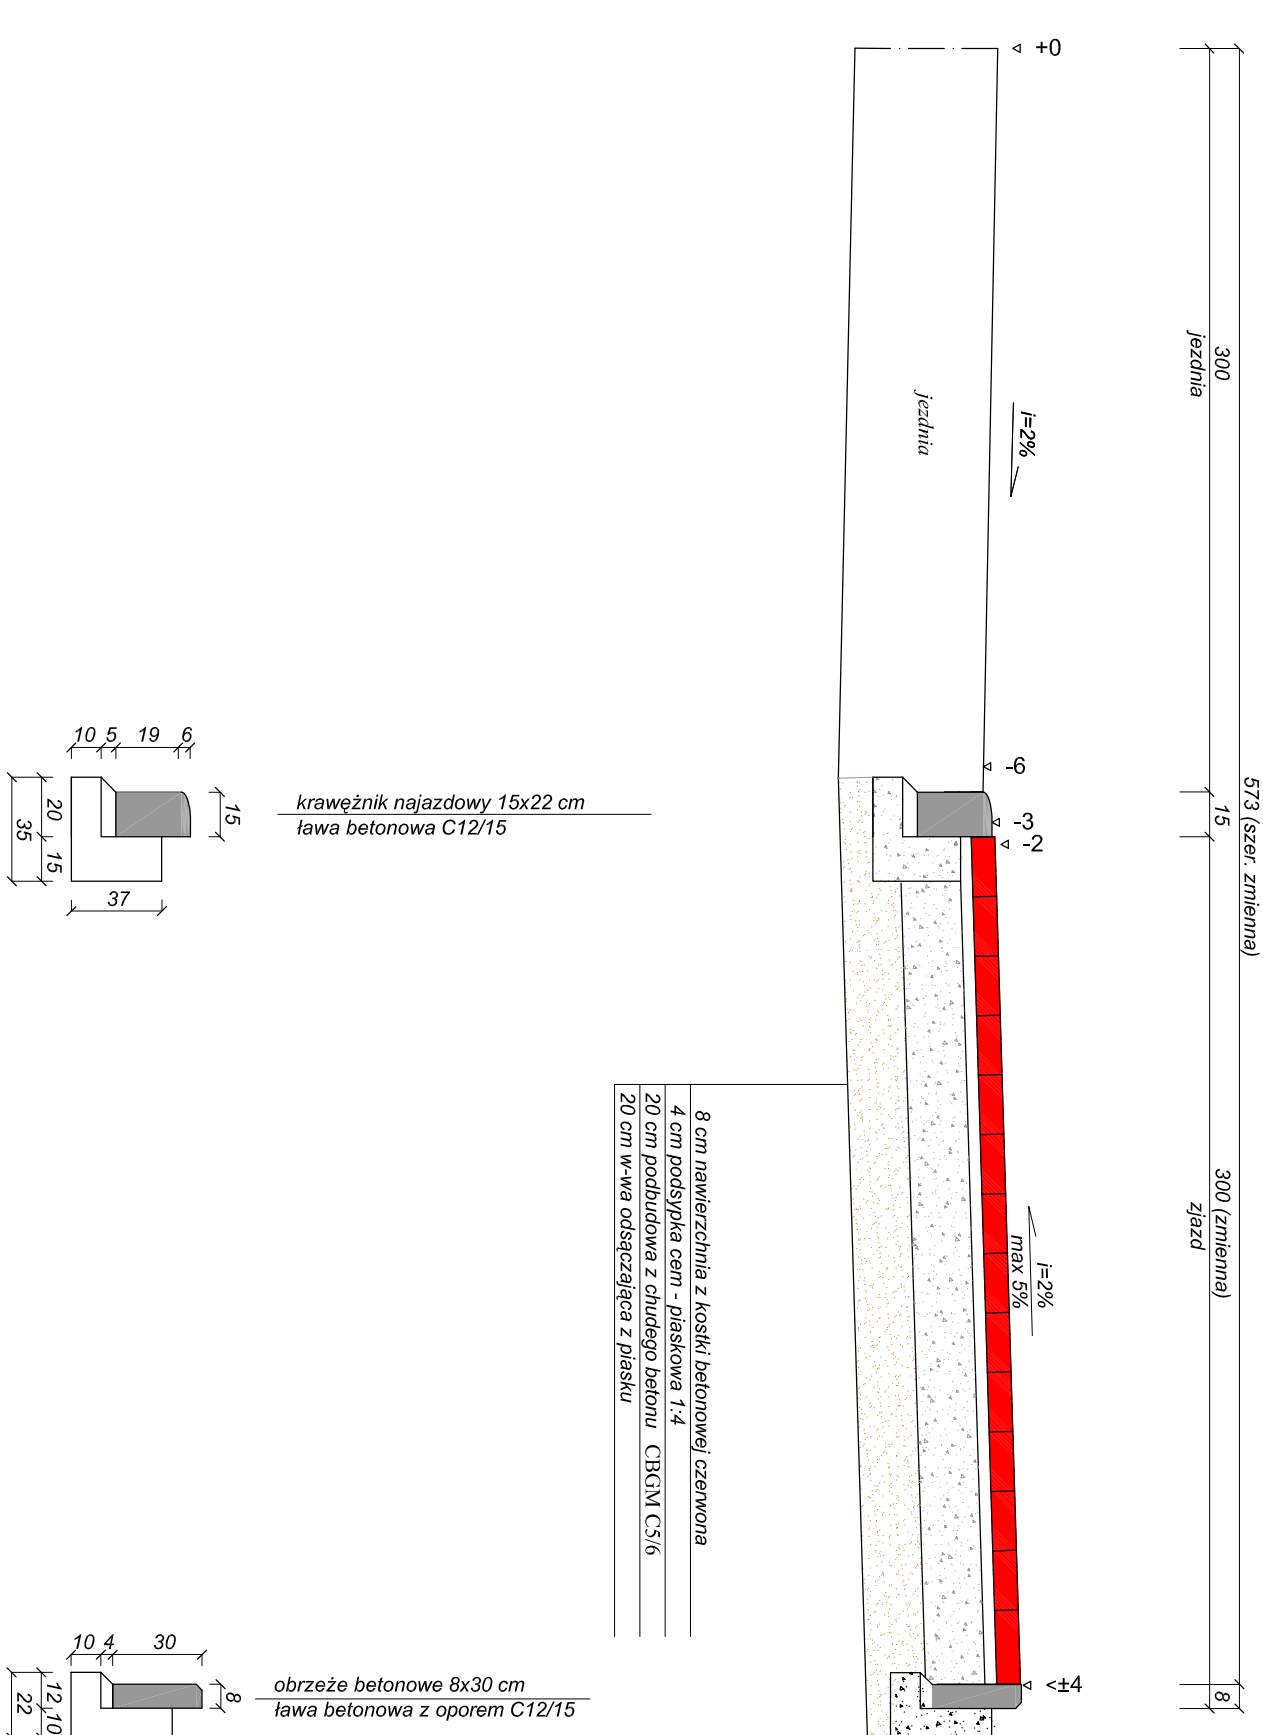 +0
573 (szer. zmienna)
300
jezdnia
15
300 (zmienna)
zjazd
8
jezdnia
i=2%
-6
-3
-2
i=2%
max 5%
<±4
8 cm nawierzchnia z kostki betonowej czerwona
4 cm podsypka cem - piaskowa 1:4
20 cm podbudowa z chudego betonu CBGM C5/6
20 cm w-wa odsączająca z piasku
10 5 19 6
15
20
15
35
37
krawężnik najazdowy 15x22 cm
ława betonowa C12/15
10 4 30
8
12
10
22
obrzeże betonowe 8x30 cm
ława betonowa z oporem C12/15